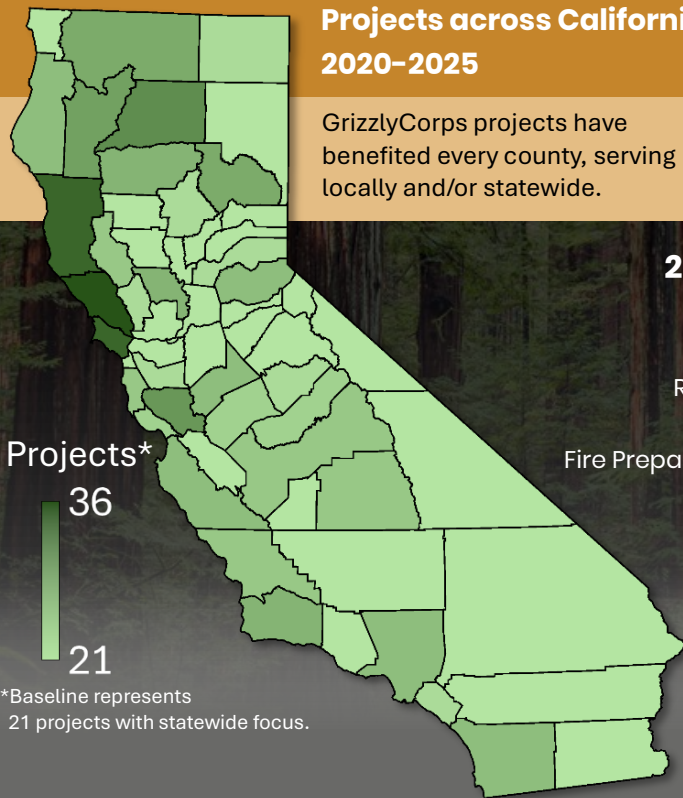 Projects across Californi
2020-2025
GrizzlyCorps projects have
benefited every county, serving
locally and/or statewide.
2
R
Fire Prepa
Projects*
36
21
*Baseline represents
21 projects with statewide focus.